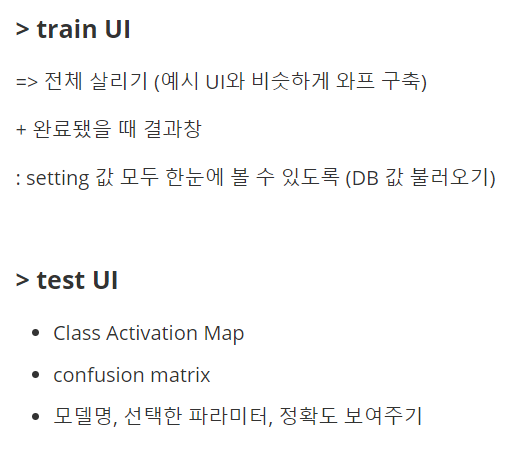 > train UI
=> 전체 살리기 (예시 UI와 비슷하게 와프 구축)
+ 완료됐을 때 결과창
: setting 값 모두 한눈에 볼 수 있도록 (DB 값 불러오기)
> test UI
• Class Activation Map
• confusion matrix
• 모델명, 선택한 파라미터, 정확도 보여주기